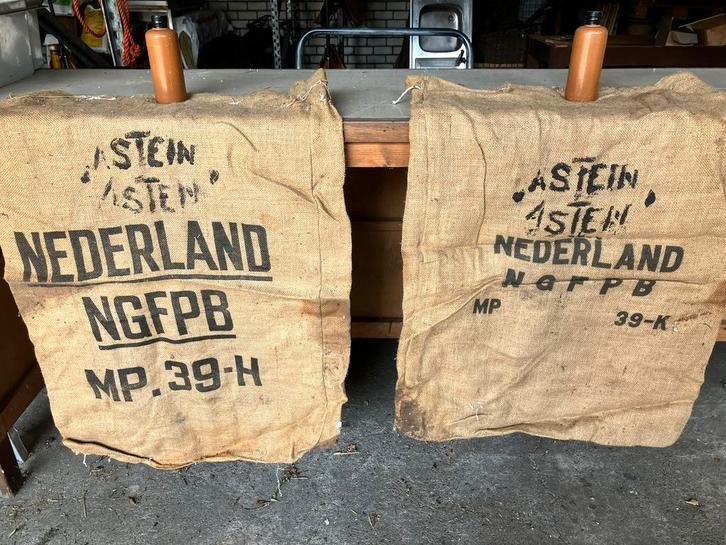 ASTEIN
ASTEN
NEDERLAND
NGFPB
MP. 39-H
ASTEIN
ASTEN
NEDERLAND
NGFPB
MP 39-K